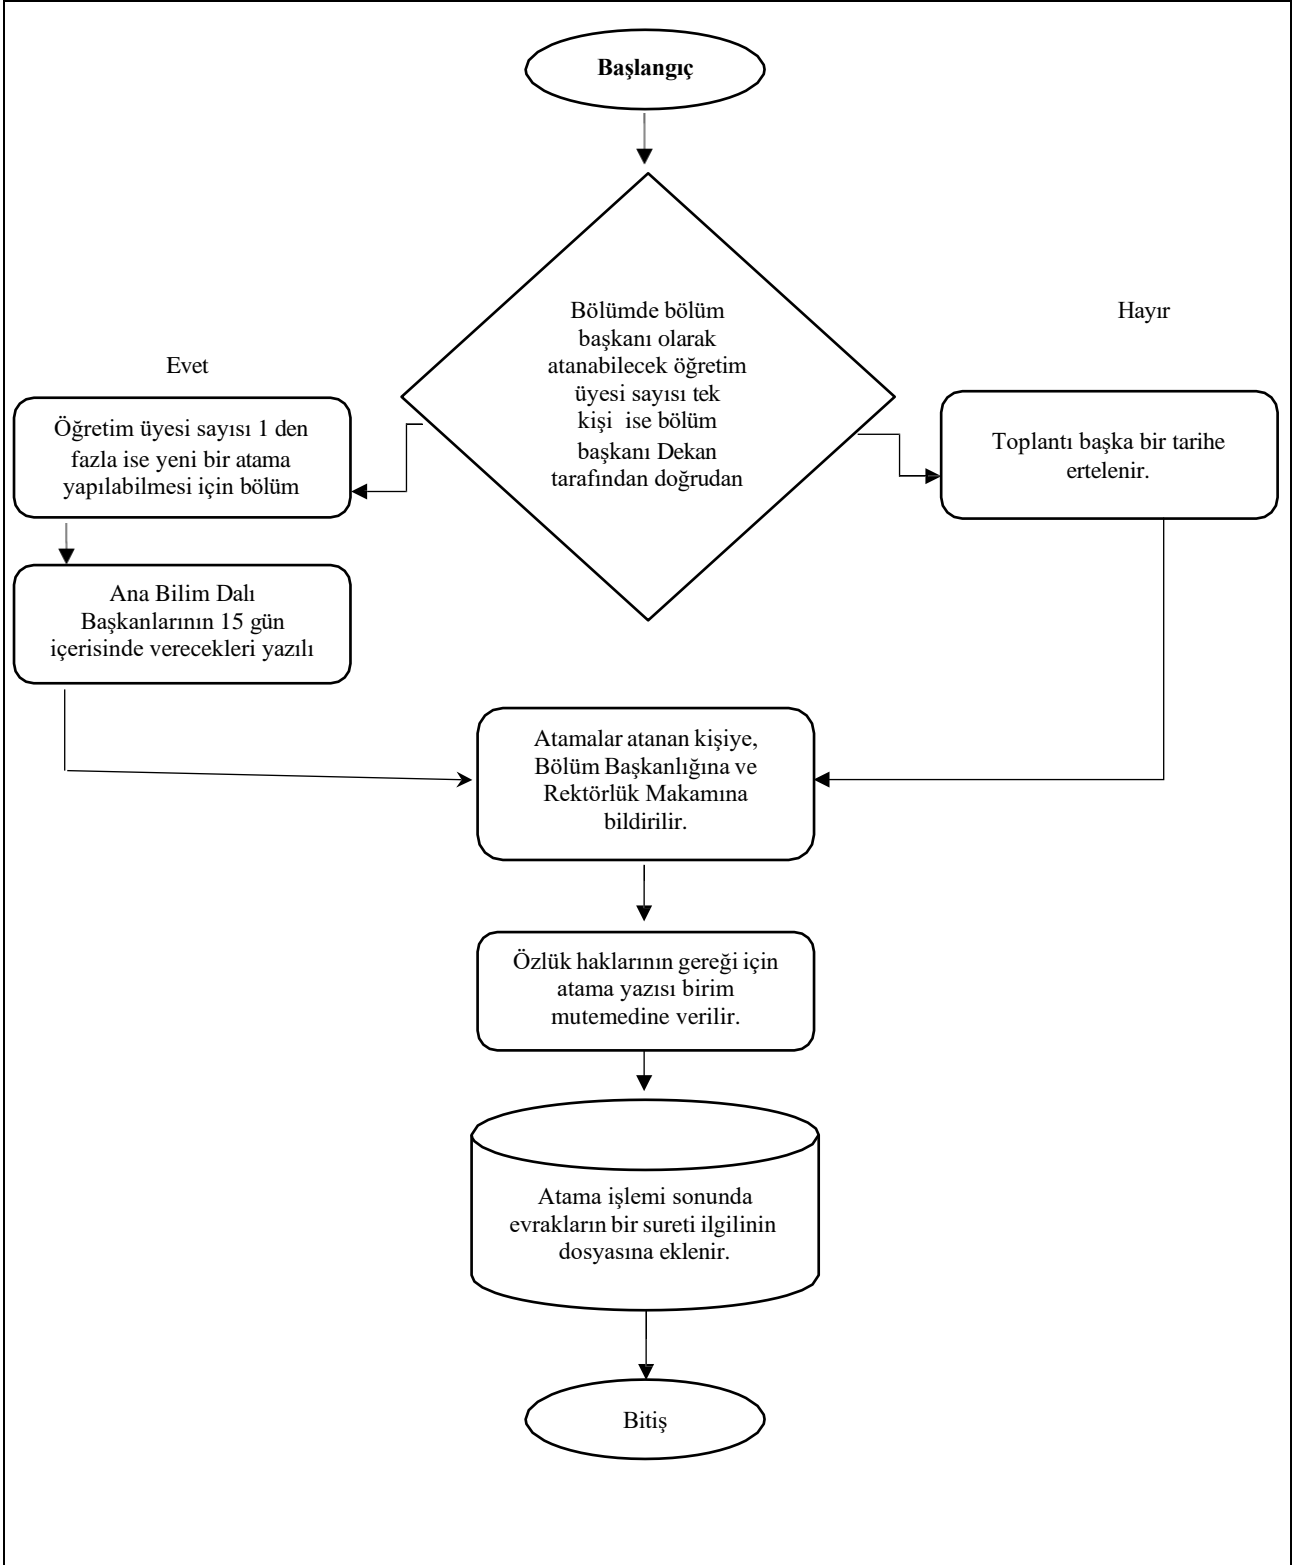 Başlangıç
Bölümde bölüm
başkanı olarak
atanabilecek öğretim
üyesi sayısı tek
kişi ise bölüm
başkanı Dekan
tarafından doğrudan
Evet
Öğretim üyesi sayısı 1 den
fazla ise yeni bir atama
yapılabilmesi için bölüm
Ana Bilim Dalı
Başkanlarının 15 gün
içerisinde verecekleri yazılı
Hayır
Toplantı başka bir tarihe
ertelenir.
Atamalar atanan kişiye,
Bölüm Başkanlığına ve
Rektörlük Makamına
bildirilir.
Özlük haklarının gereği için
atama yazısı birim
mutemedine verilir.
Atama işlemi sonunda
evrakların bir sureti ilgilinin
dosyasına eklenir.
Bitiş